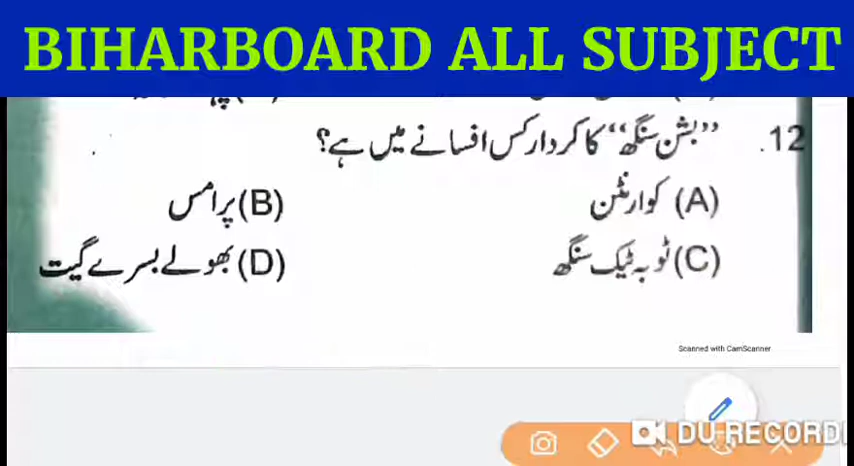 BIHARBOARD ALL SUBJECT
12. ”بشن سنگھ“ کا کردار کس افسانے میں ہے؟
(A) کوارنٹن (B) پرامس
(C) ٹوبہ ٹیک سنگھ (D) بھولے بسرے گیت
Scanned with CamScanner
DU RECORD